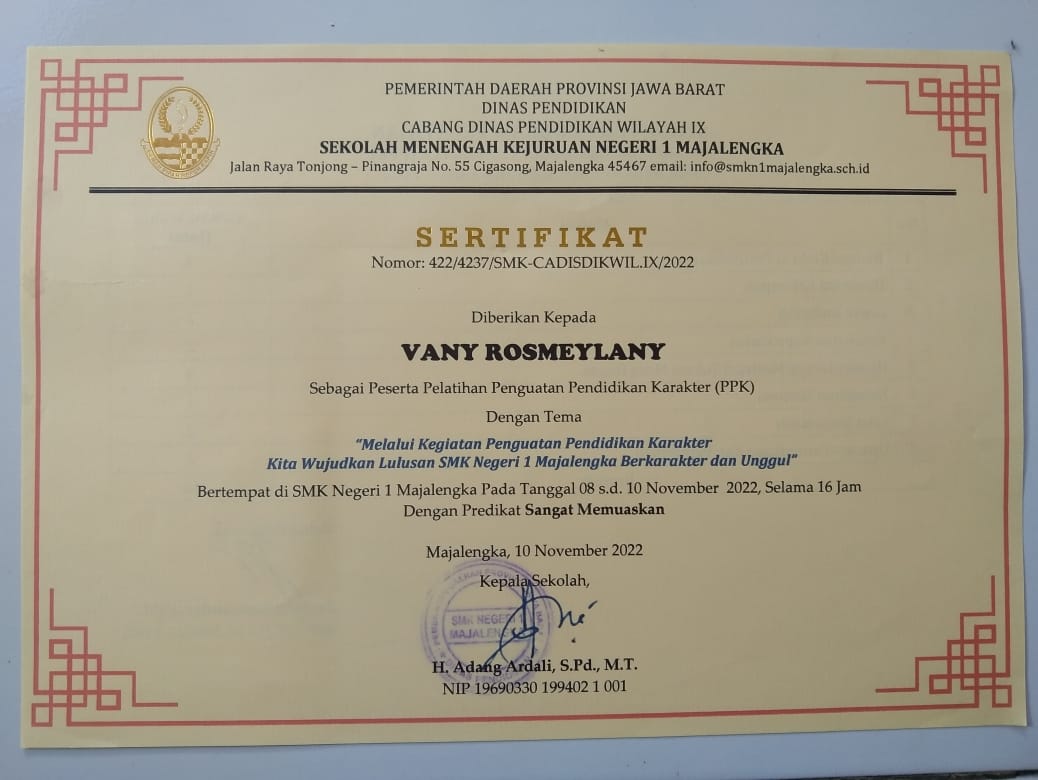 PEMERINTAH DAERAH PROVINSI JAWA BARAT
DINAS PENDIDIKAN
CABANG DINAS PENDIDIKAN WILAYAH IX
SEKOLAH MENENGAH KEJURUAN NEGERI 1 MAJALENGKA
Jalan Raya Tonjong – Pinangraja No. 55 Cigasong, Majalengka 45467 email: info@smkn1majalengka.sch.id
SERTIFIKAT
Nomor: 422/4237/SMK-CADISDIKWIL.IX/2022
Diberikan Kepada
VANY ROSMEYLANY
Sebagai Peserta Pelatihan Penguatan Pendidikan Karakter (PPK)
Dengan Tema
"Melalui Kegiatan Penguatan Pendidikan Karakter
Kita Wujudkan Lulusan SMK Negeri 1 Majalengka Berkarakter dan Unggul"
Bertempat di SMK Negeri 1 Majalengka Pada Tanggal 08 s.d. 10 November 2022, Selama 16 Jam
Dengan Predikat Sangat Memuaskan
Majalengka, 10 November 2022
Kepala Sekolah,
SMK NEGERI 1
MAJALENGKA
H. Adang Ardali, S.Pd., M.T.
NIP 19690330 199402 1 001